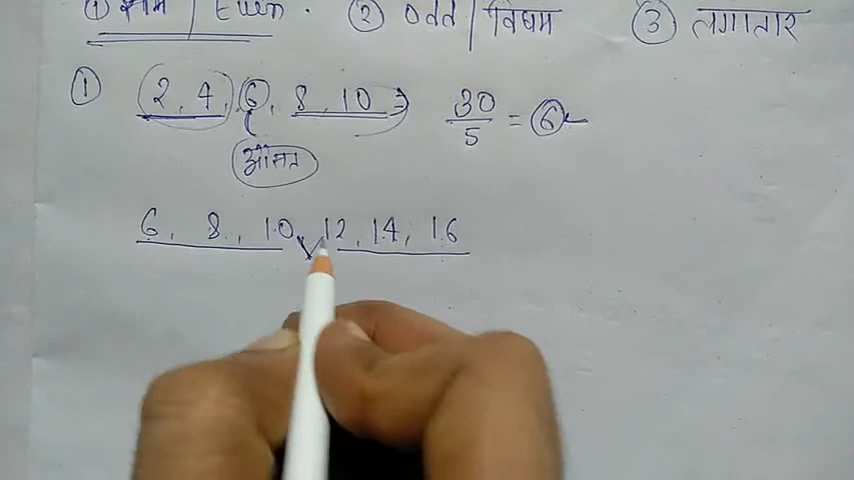 ① सम / Even. ② odd / विषम ③ लगातार
① 2, 4, 6, 8, 10 ⇒ 30/5 = 6
औसत
6, 8, 10, 12, 14, 16